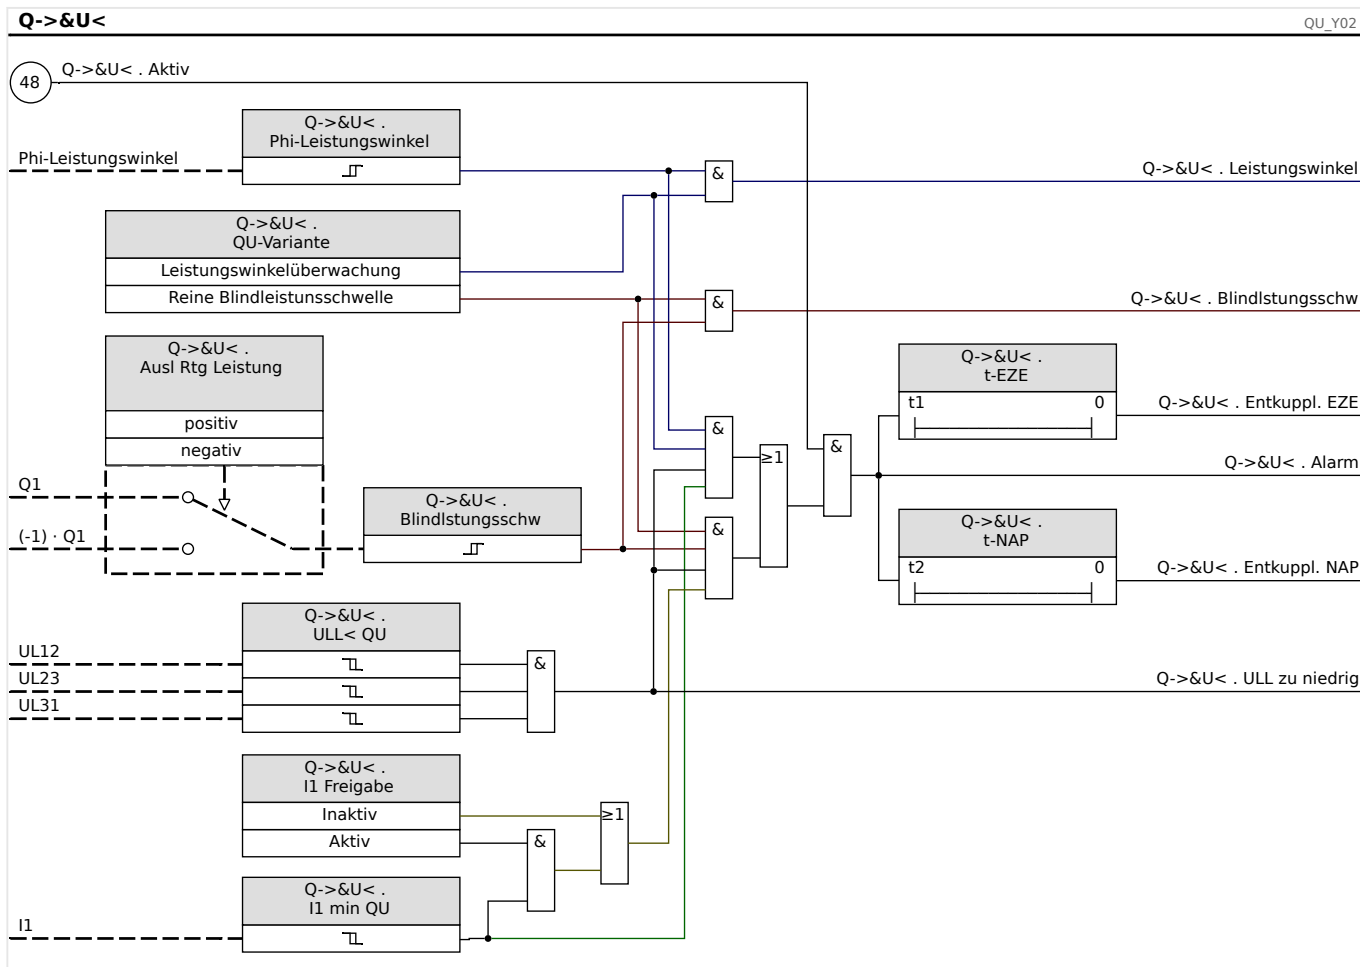 Q->&U<
QU_Y02
48
Q->&U< . Aktiv
Q->&U< .
Phi-Leistungswinkel
Phi-Leistungswinkel
&
Q->&U< . Leistungswinkel
Q->&U< .
QU-Variante
Leistungswinkelüberwachung
Reine Blindleistunsschwelle
&
Q->&U< . Blindlstungsschw
Q->&U< .
Ausl Rtg Leistung
positiv
negativ
Q->&U< .
t-EZE
t1 0
Q->&U< . Entkuppl. EZE
&
≥1
&
Q->&U< . Alarm
Q1
(-1) · Q1
Q->&U< .
Blindlstungsschw
&
Q->&U< .
t-NAP
t2 0
Q->&U< . Entkuppl. NAP
Q->&U< .
ULL< QU
UL12
UL23
UL31
&
Q->&U< . ULL zu niedrig
Q->&U< .
I1 Freigabe
Inaktiv
Aktiv
≥1
&
Q->&U< .
I1 min QU
I1